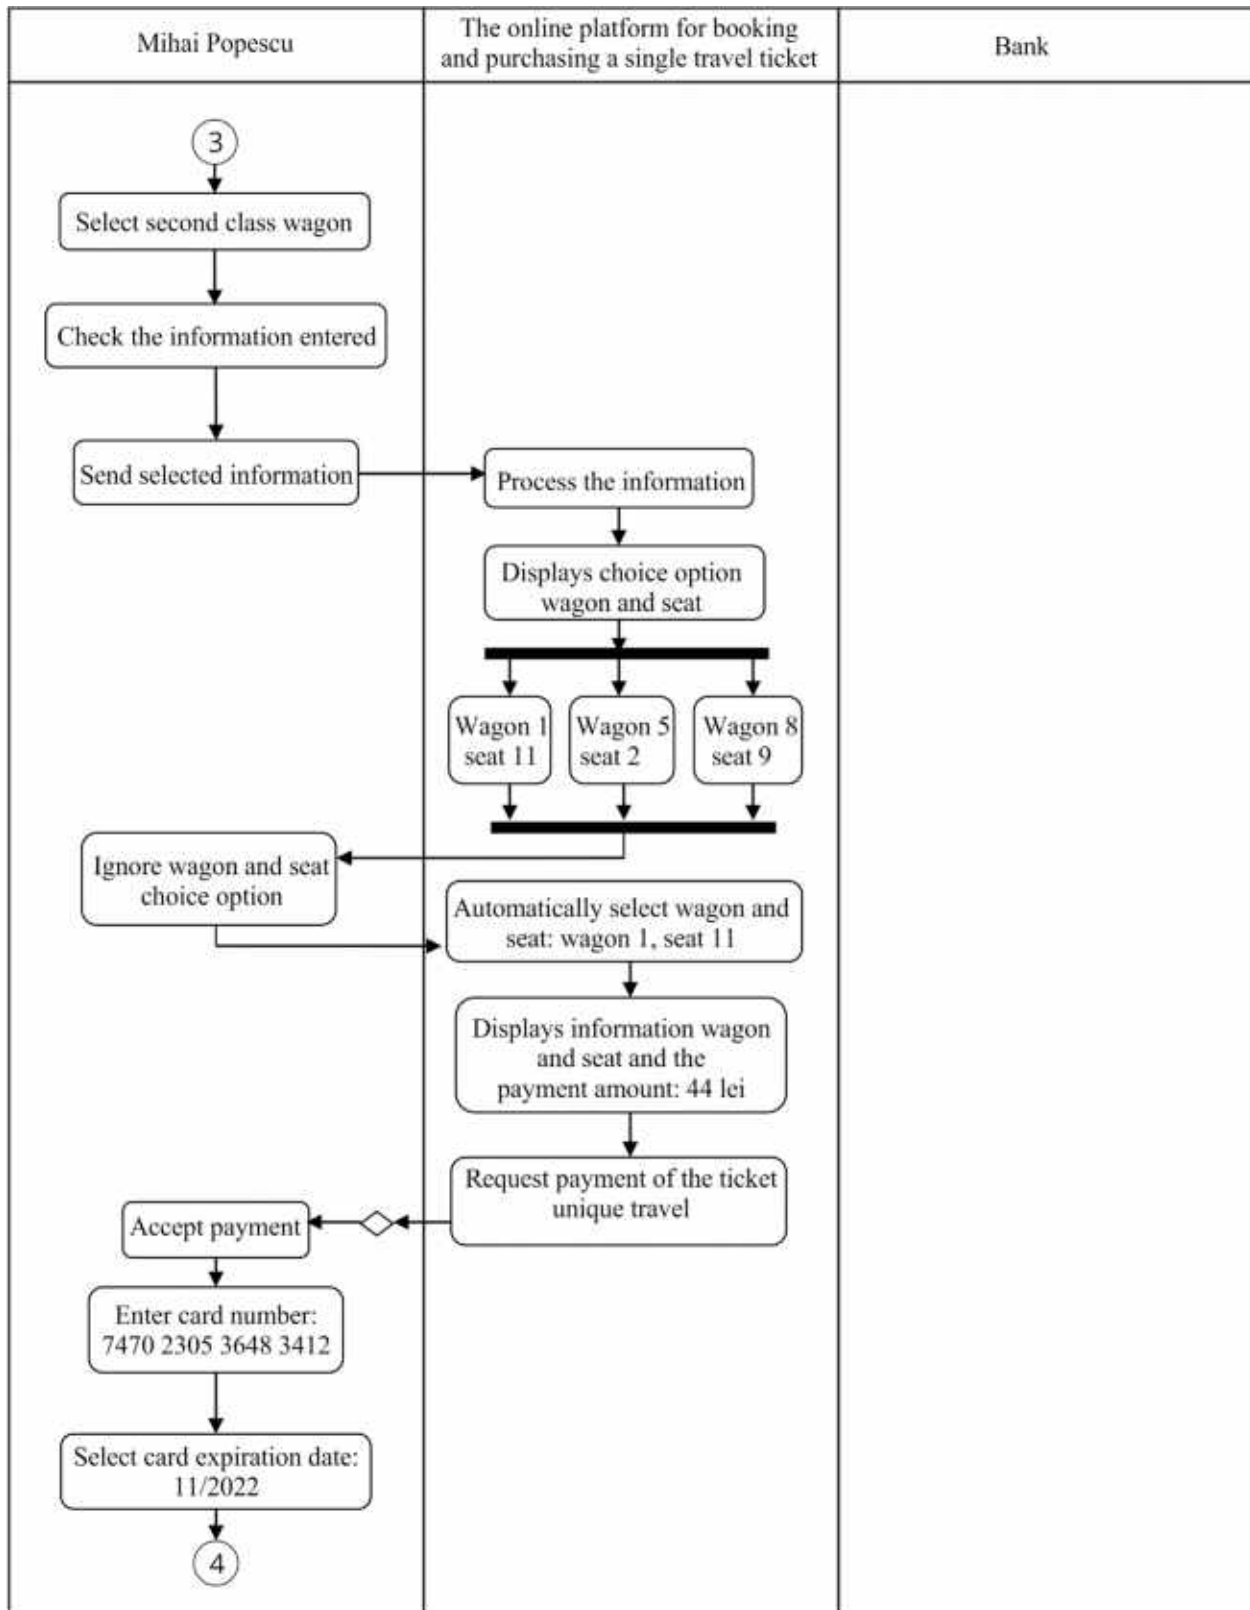 Mihai Popescu
The online platform for booking
and purchasing a single travel ticket
Bank
3
Select second class wagon
Check the information entered
Send selected information
Process the information
Displays choice option
wagon and seat
Wagon 1
seat 11
Wagon 5
seat 2
Wagon 8
seat 9
Ignore wagon and seat
choice option
Automatically select wagon and
seat: wagon 1, seat 11
Displays information wagon
and seat and the
payment amount: 44 lei
Request payment of the ticket
unique travel
Accept payment
Enter card number:
7470 2305 3648 3412
Select card expiration date:
11/2022
4